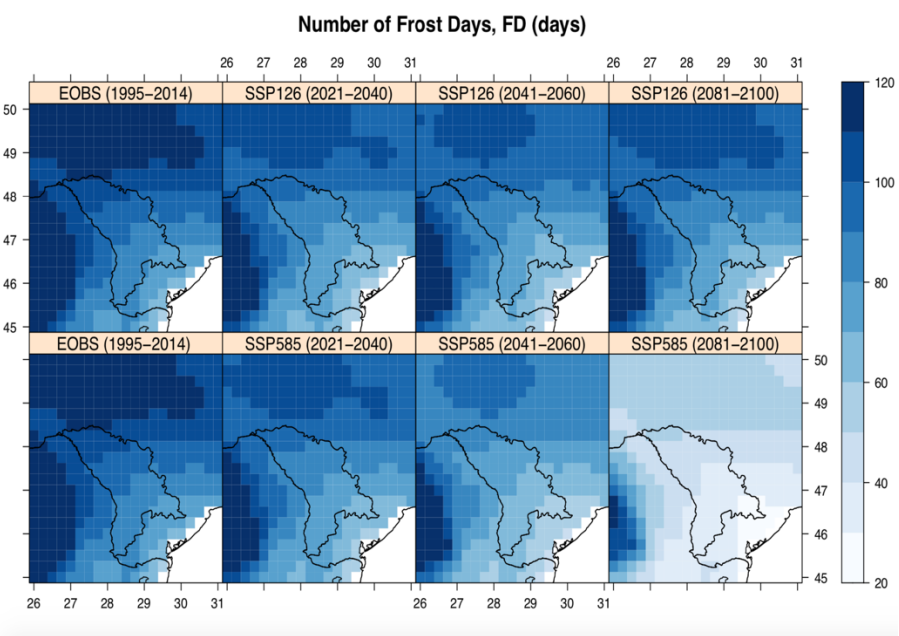 Number of Frost Days, FD (days)
26 27 28 29 30 31
26 27 28 29 30 31
EOBS (1995−2014) SSP126 (2021−2040) SSP126 (2041−2060) SSP126 (2081−2100)
50
49
48
47
46
45
EOBS (1995−2014) SSP585 (2021−2040) SSP585 (2041−2060) SSP585 (2081−2100)
50
49
48
47
46
45
26 27 28 29 30 31
26 27 28 29 30 31
120
100
80
60
40
20